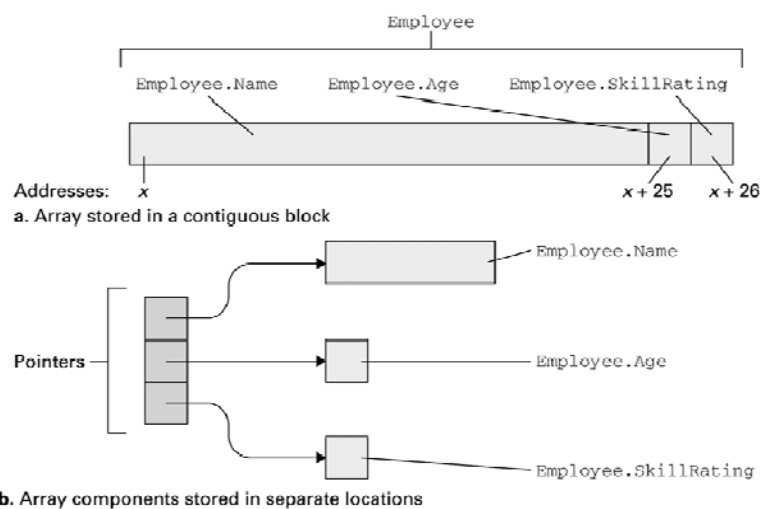 Employee
Employee.Name Employee.Age Employee.SkillRating
Addresses: x x + 25 x + 26
a. Array stored in a contiguous block
Employee.Name
Pointers Employee.Age
Employee.SkillRating
b. Array components stored in separate locations